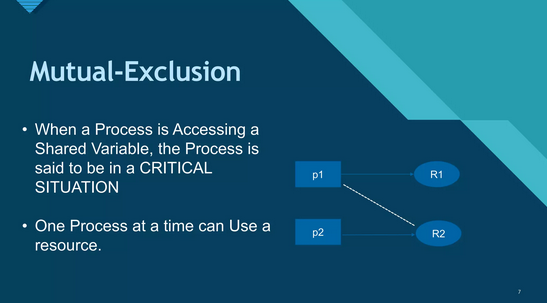 Mutual-Exclusion
• When a Process is Accessing a
Shared Variable, the Process is
said to be in a CRITICAL
SITUATION
• One Process at a time can Use a
resource.
p1
R1
p2
R2
7